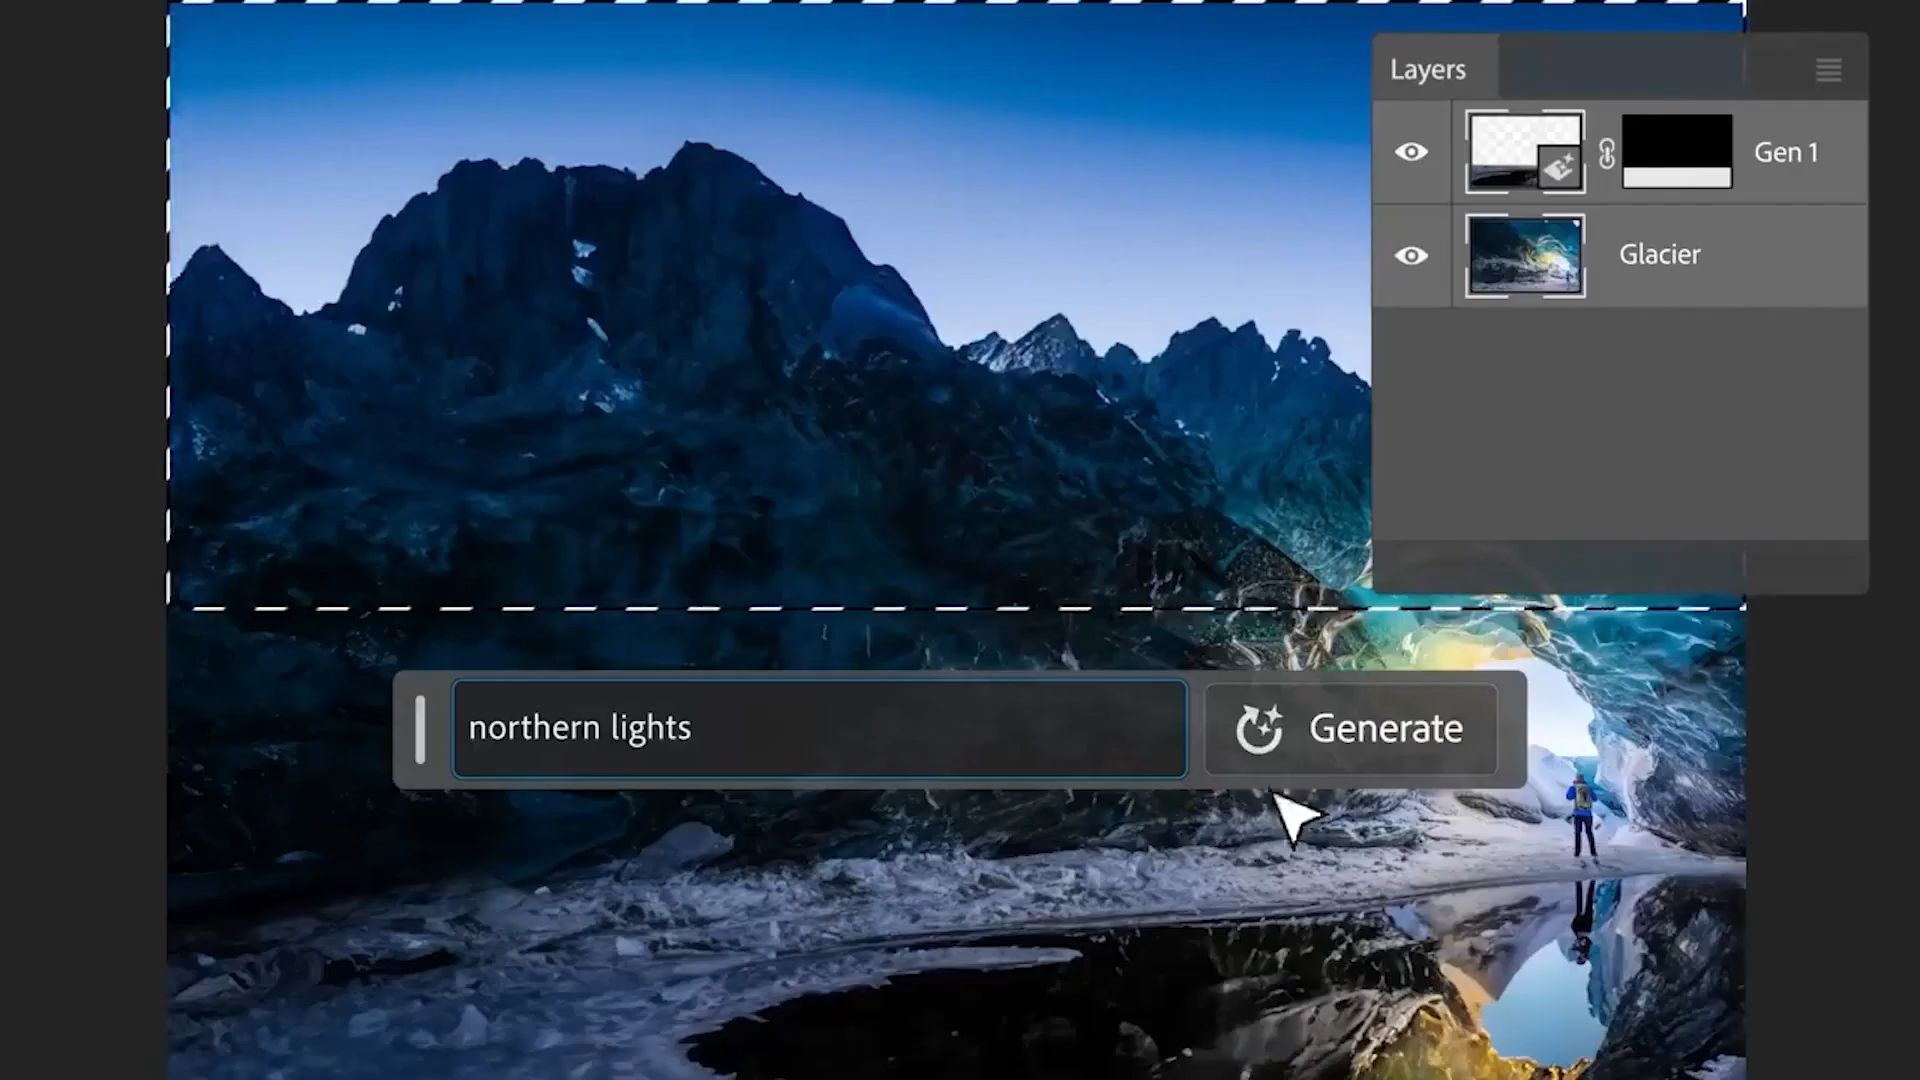 Layers
Gen 1
Glacier
northern lights
Generate